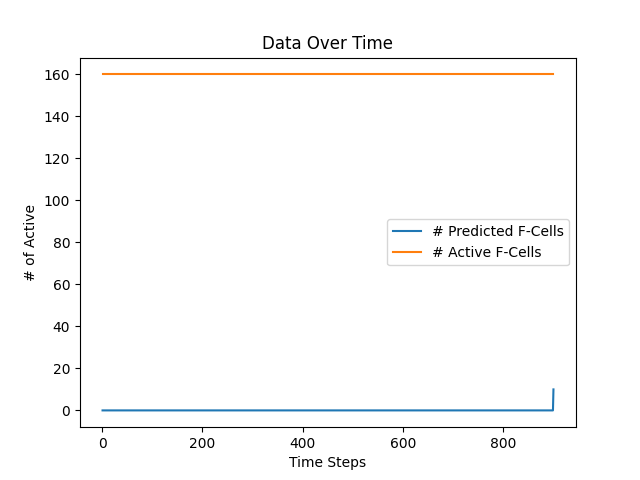 Data Over Time
# of Active
160
140
120
100
80
60
40
20
0
# Predicted F-Cells
# Active F-Cells
0 200 400 600 800
Time Steps